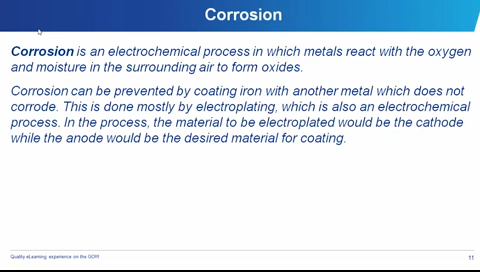 Corrosion
Corrosion is an electrochemical process in which metals react with the oxygen
and moisture in the surrounding air to form oxides.
Corrosion can be prevented by coating iron with another metal which does not
corrode. This is done mostly by electroplating, which is also an electrochemical
process. In the process, the material to be electroplated would be the cathode
while the anode would be the desired material for coating.
Quality eLearning experience on the GO!!!
11